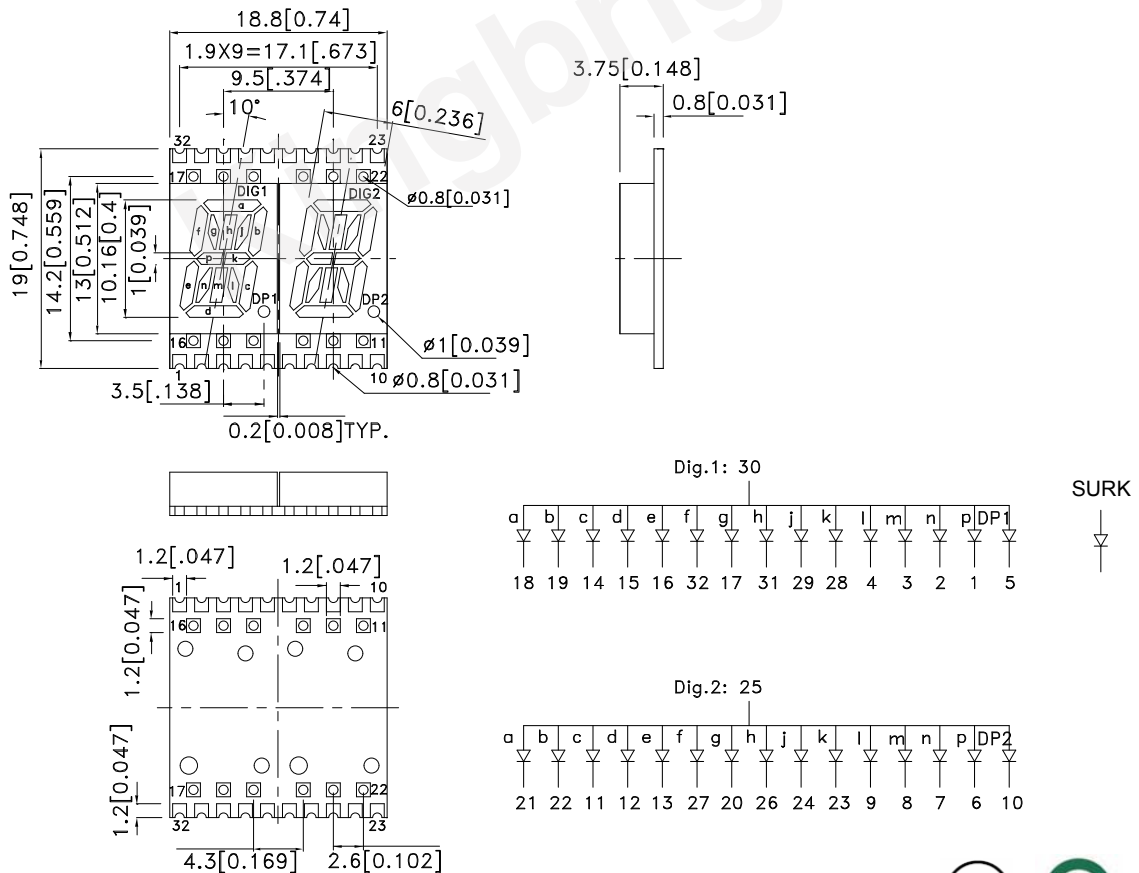 18.8[0.74]
1.9X9=17.1[.673]
9.5[.374]
10°
6[0.236]
3.75[0.148]
0.8[0.031]
32
23
17
22
DIG1
DIG2
ø0.8[0.031]
a
f g h j b
l
p k
e n m l c
d
DP1
DP2
19[0.748]
14.2[0.559]
13[0.512]
10.16[0.4]
1[0.039]
16
11
ø1[0.039]
1
10
ø0.8[0.031]
3.5[.138]
0.2[0.008]TYP.
Kingbright
Dig.1: 30
a b c d e f g h j k l m n p DP1
18 19 14 15 16 32 17 31 29 28 4 3 2 1 5
SURK
1.2[.047]
1.2[.047]
1
10
16
11
1.2[0.047]
1.2[0.047]
17
22
32
23
4.3[0.169]
2.6[0.102]
Dig.2: 25
a b c d e f g h j k l m n p DP2
21 22 11 12 13 27 20 26 24 23 9 8 7 6 10